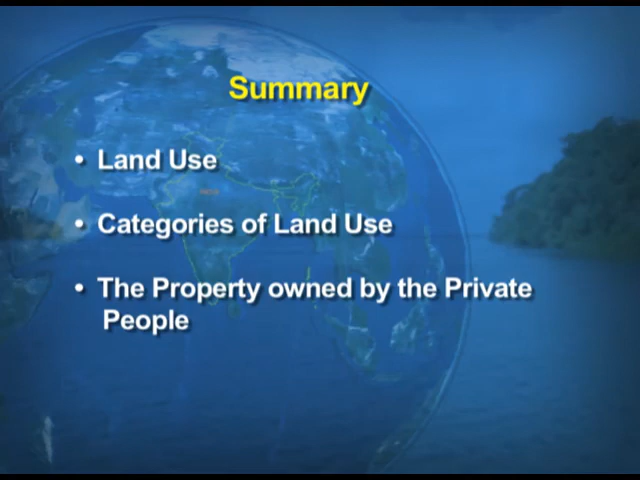 Summary
• Land Use
• Categories of Land Use
• The Property owned by the Private
People